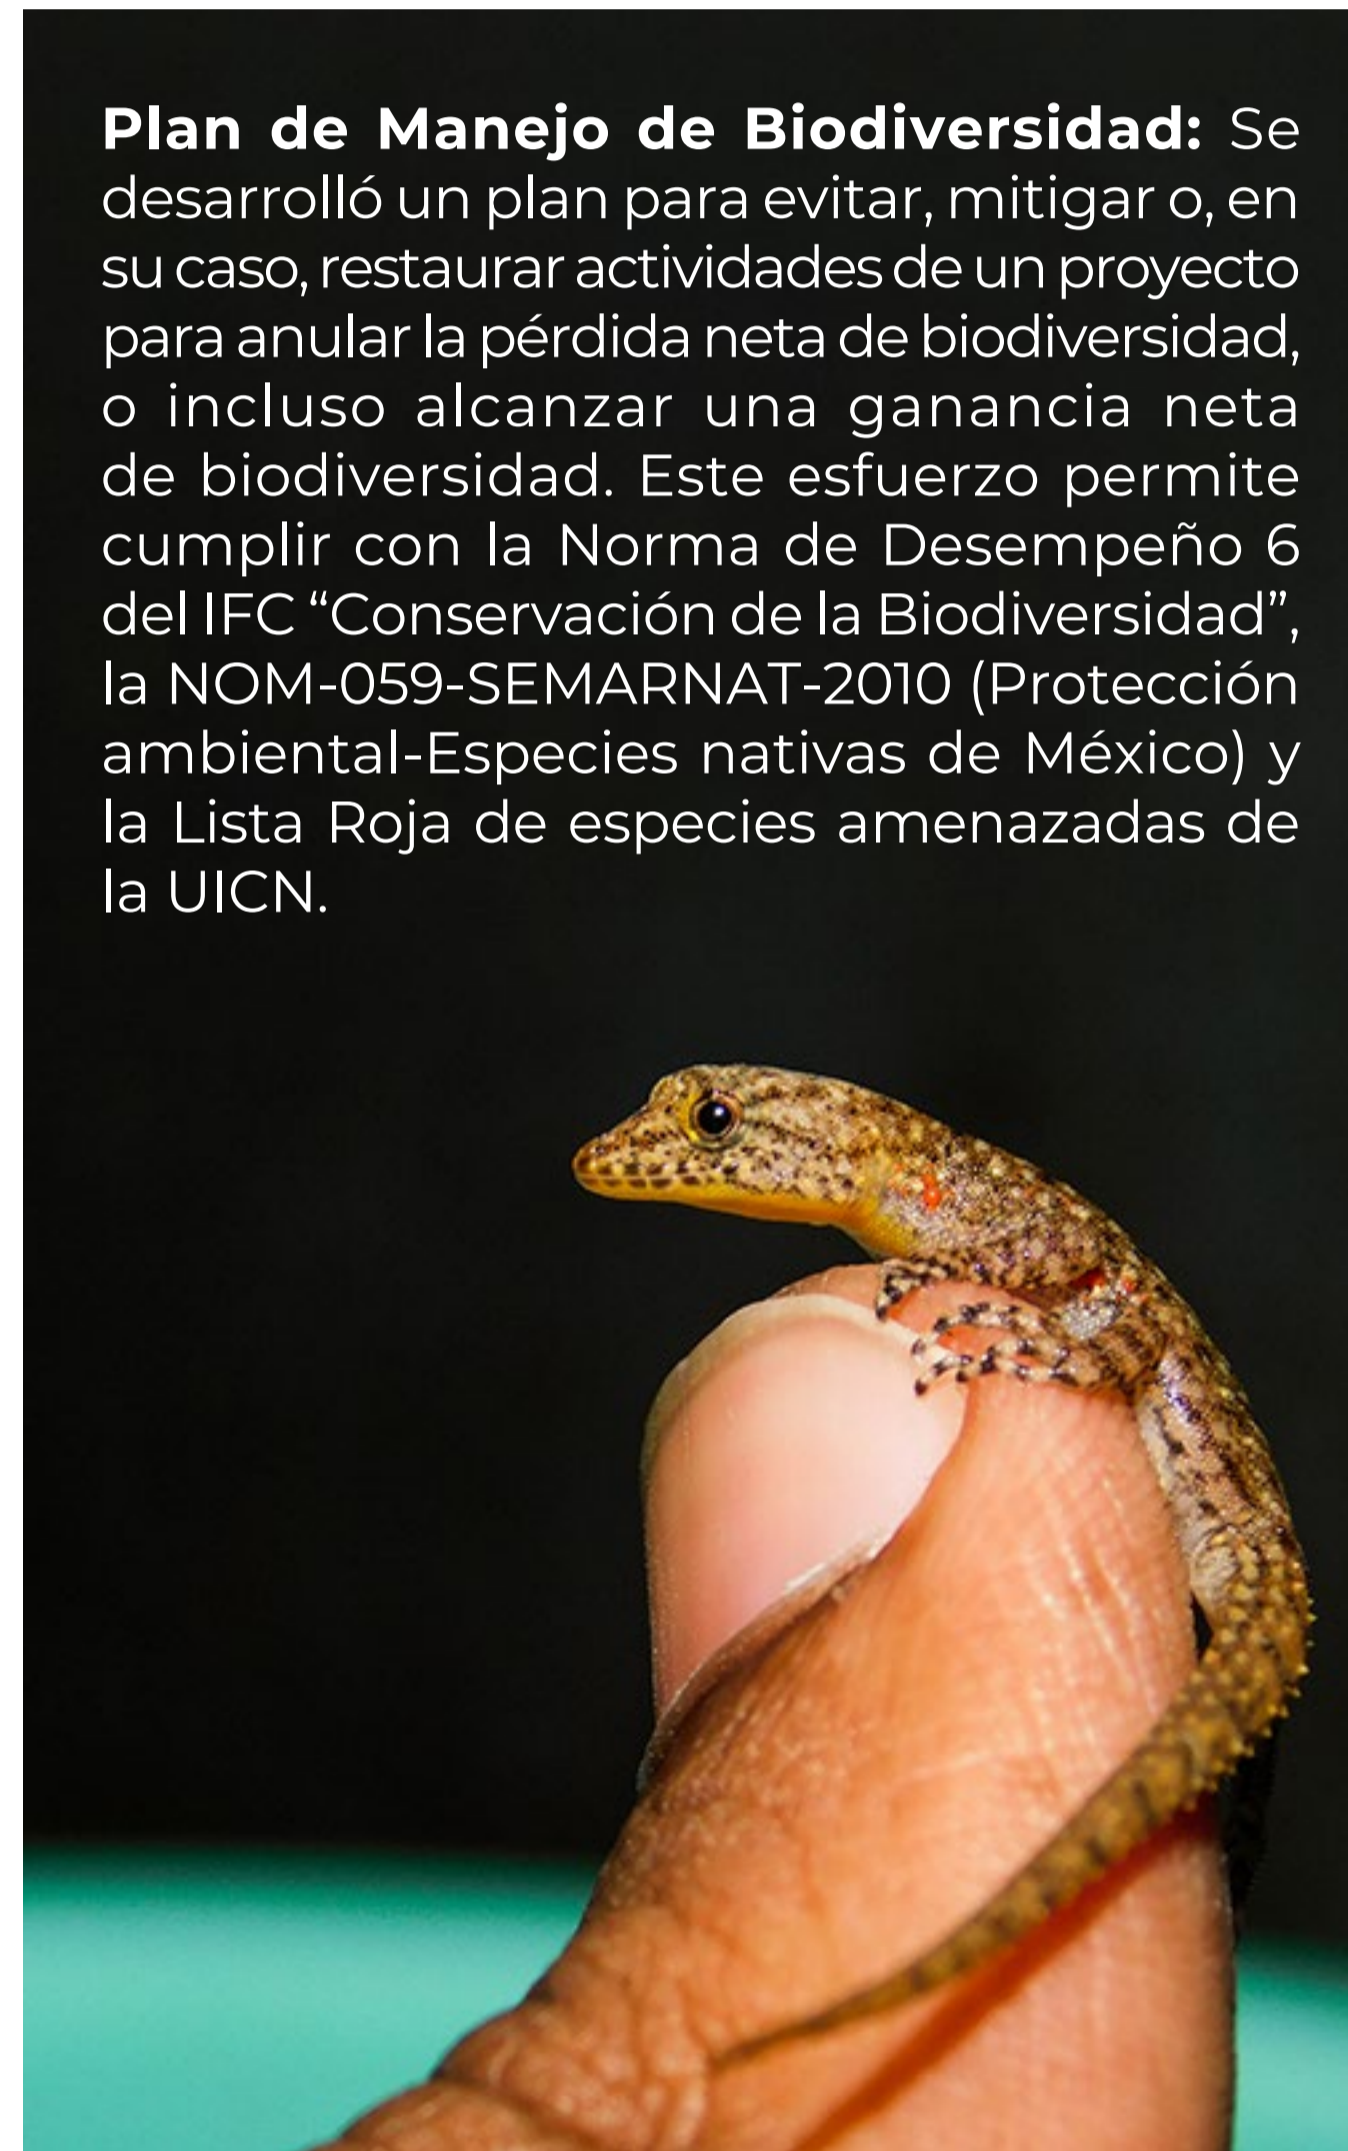 Plan de Manejo de Biodiversidad: Se
desarrolló un plan para evitar, mitigar o, en
su caso, restaurar actividades de un proyecto
para anular la pérdida neta de biodiversidad,
o incluso alcanzar una ganancia neta
de biodiversidad. Este esfuerzo permite
cumplir con la Norma de Desempeño 6
del IFC “Conservación de la Biodiversidad”,
la NOM-059-SEMARNAT-2010 (Protección
ambiental-Especies nativas de México) y
la Lista Roja de especies amenazadas de
la UICN.